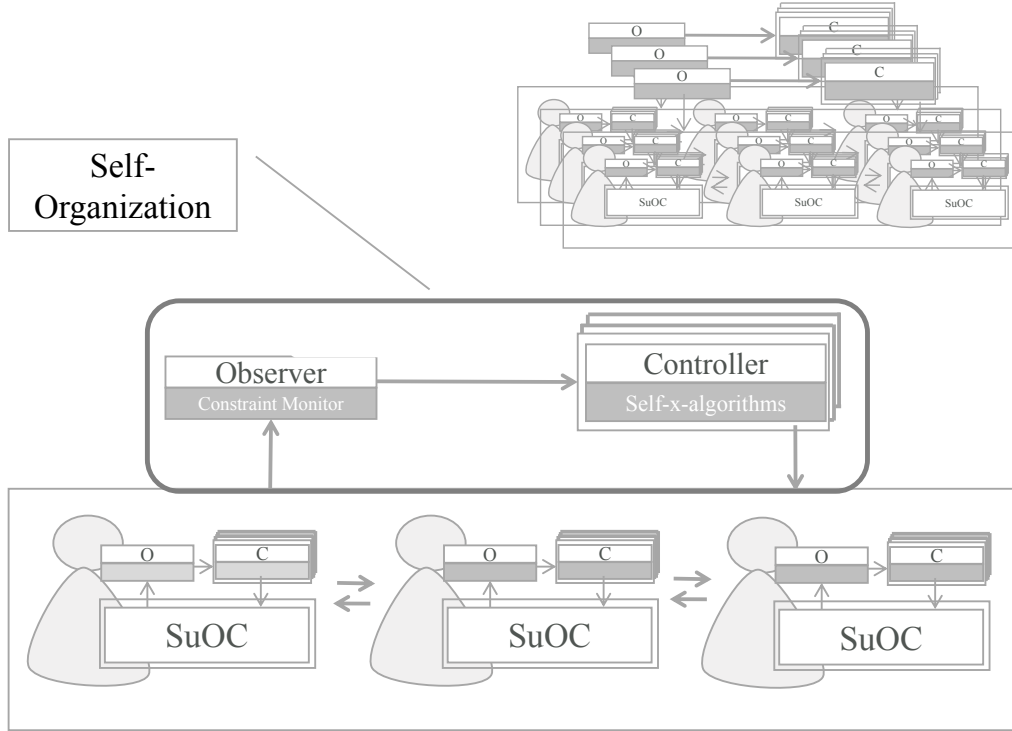 O
C
O
C
O
C
O
C
O
C
O
C
O
C
O
C
O
C
O
C
O
C
O
C
SuOC
SuOC
SuOC
Self-
Organization
Observer
Controller
Constraint Monitor
Self-x-algorithms
O
C
O
C
O
C
SuOC
SuOC
SuOC